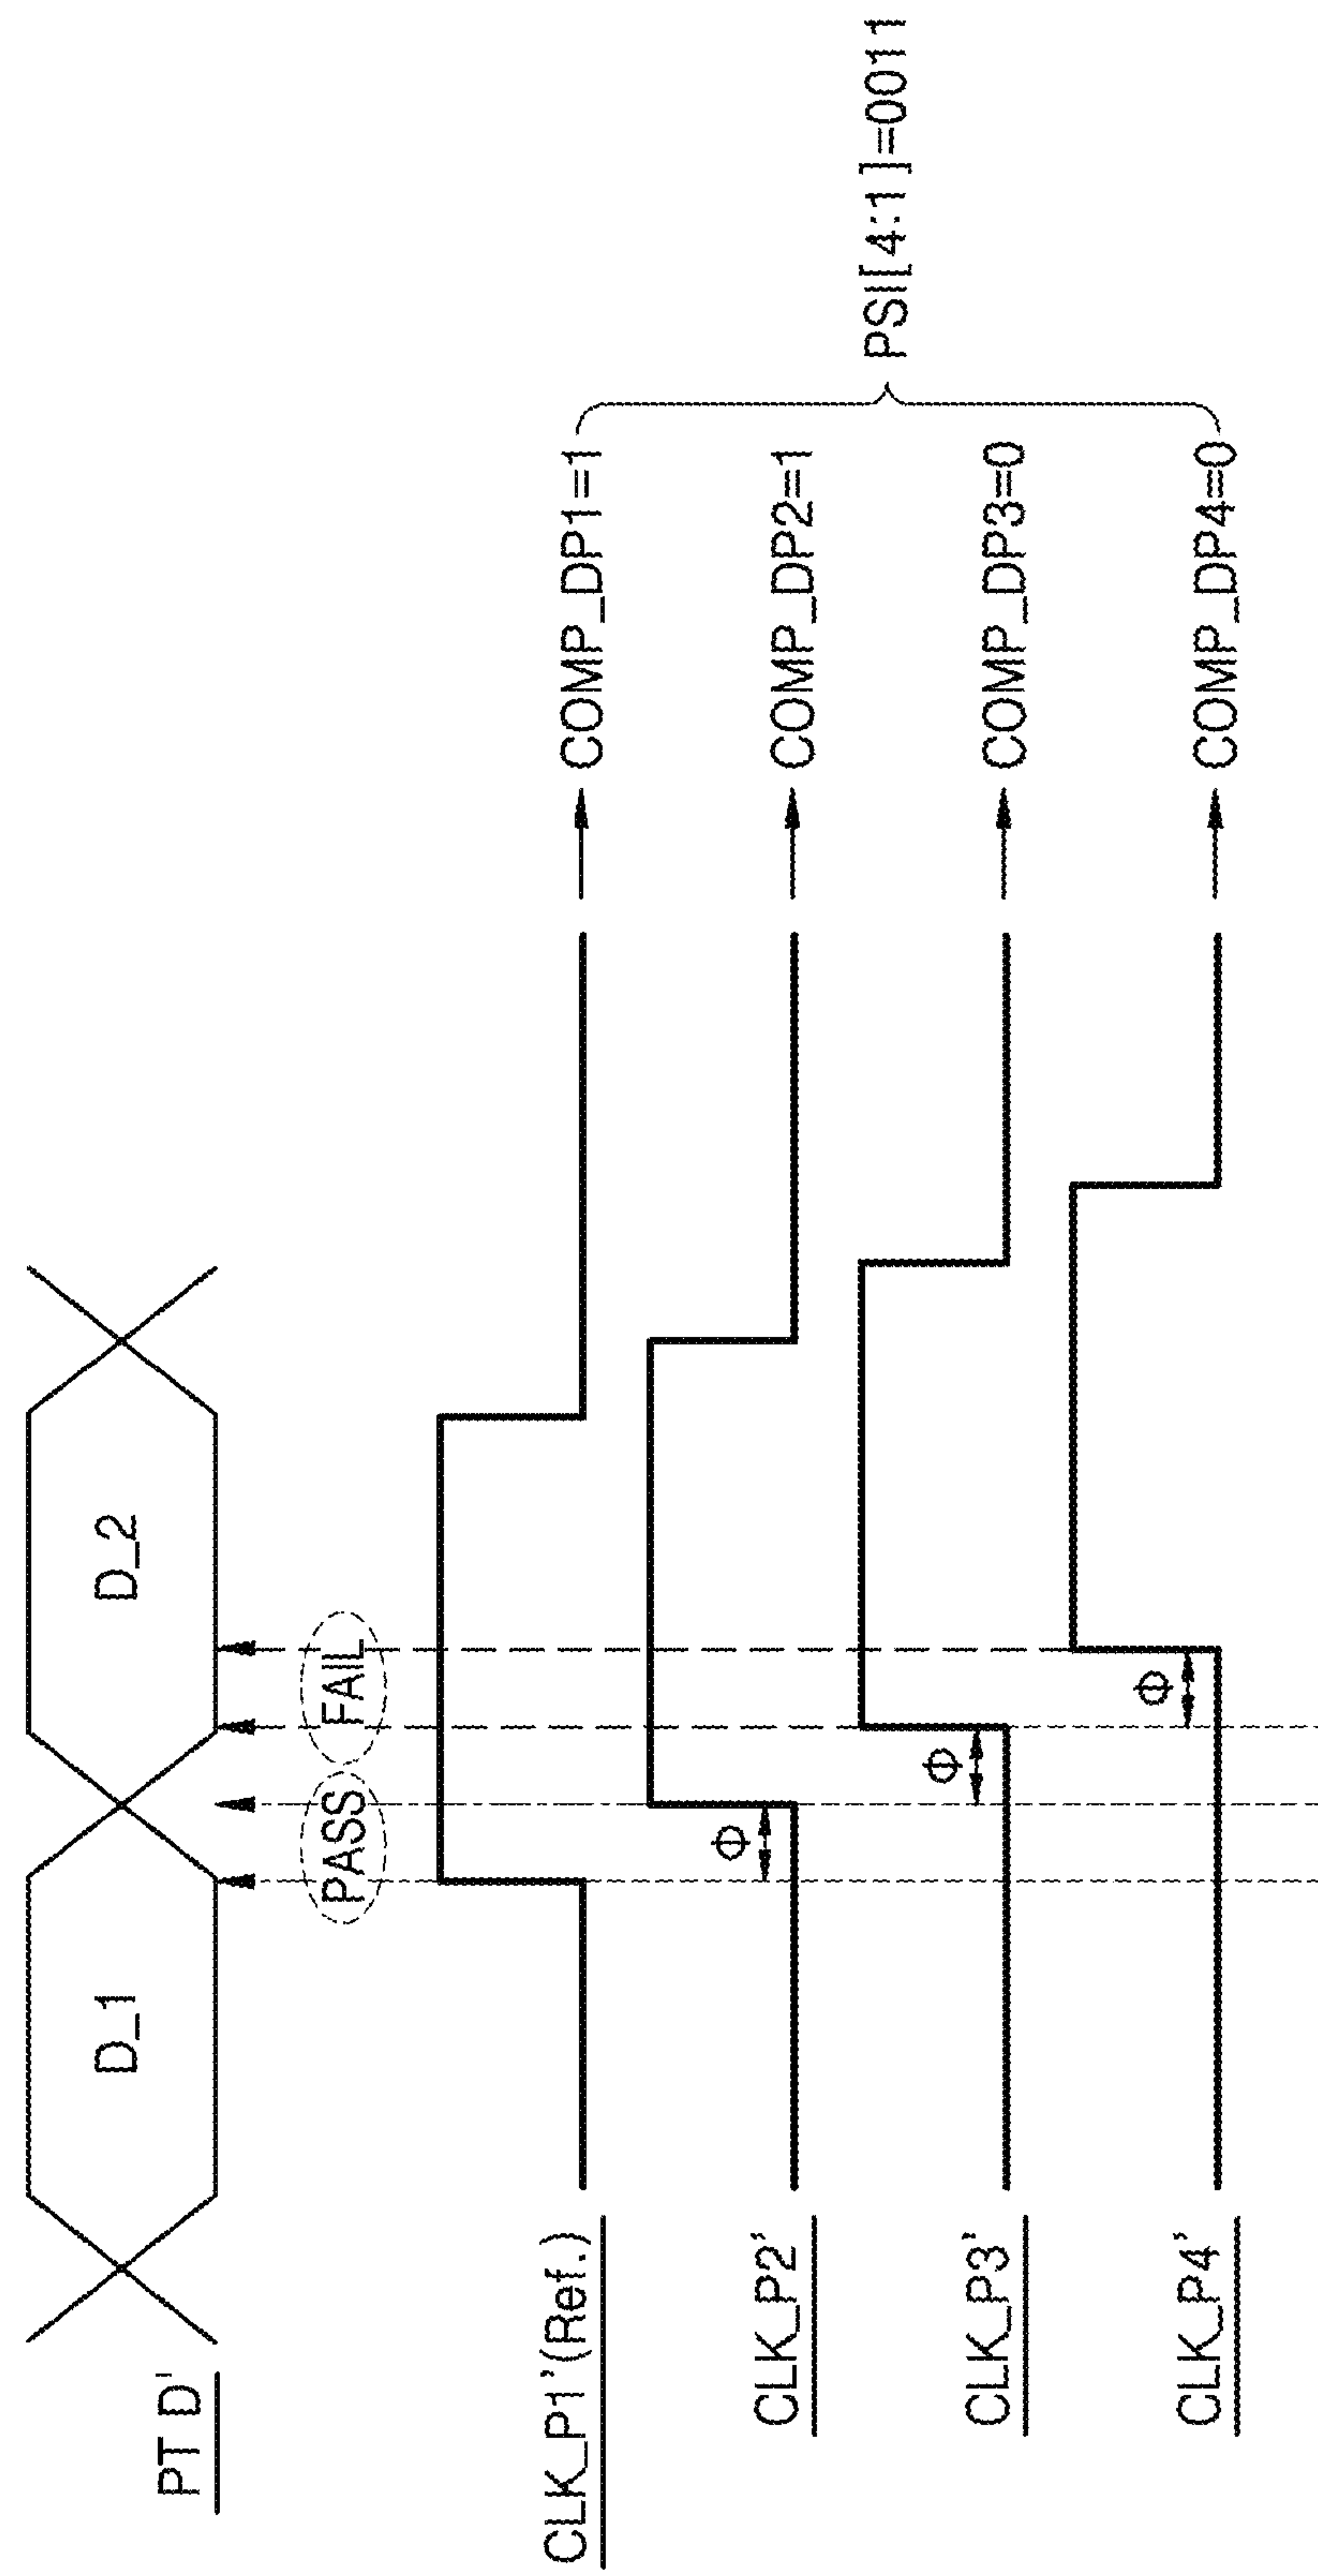 PT D'
D_1
D_2
PASS
FAIL
CLK_P1'(Ref.)
COMP_DP1=1
CLK_P2'
Φ
COMP_DP2=1
PSI[4:1]=0011
CLK_P3'
Φ
COMP_DP3=0
CLK_P4'
Φ
COMP_DP4=0